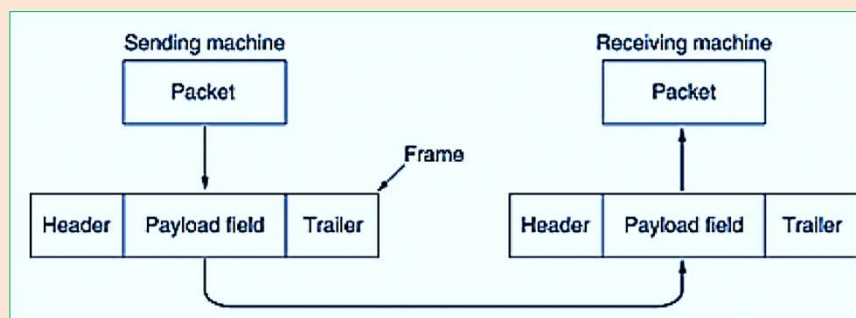 Sending machine
Receiving machine
Packet
Packet
Frame
Header
Payload field
Trailer
Header
Payload field
Trailer